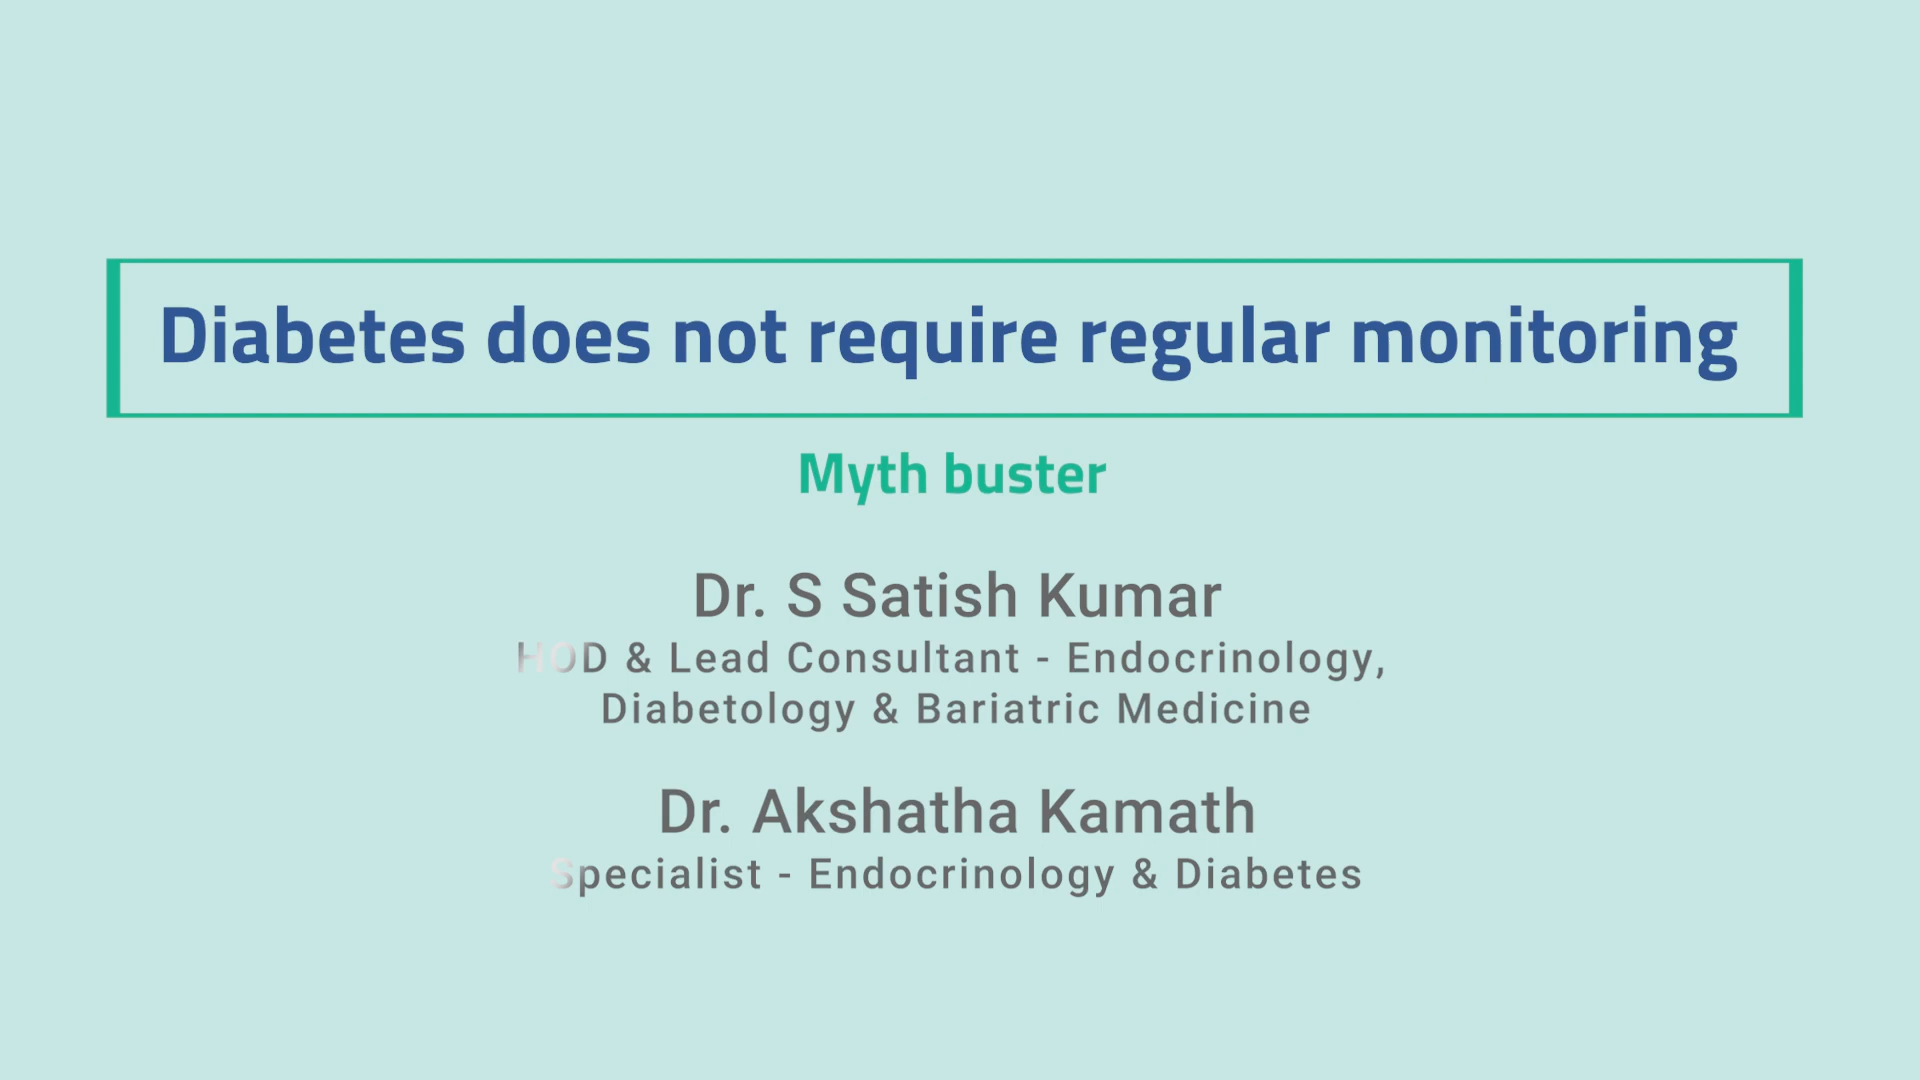 Diabetes does not require regular monitoring
Myth buster
Dr. S Satish Kumar
HOD & Lead Consultant - Endocrinology,
Diabetology & Bariatric Medicine
Dr. Akshatha Kamath
Specialist - Endocrinology & Diabetes